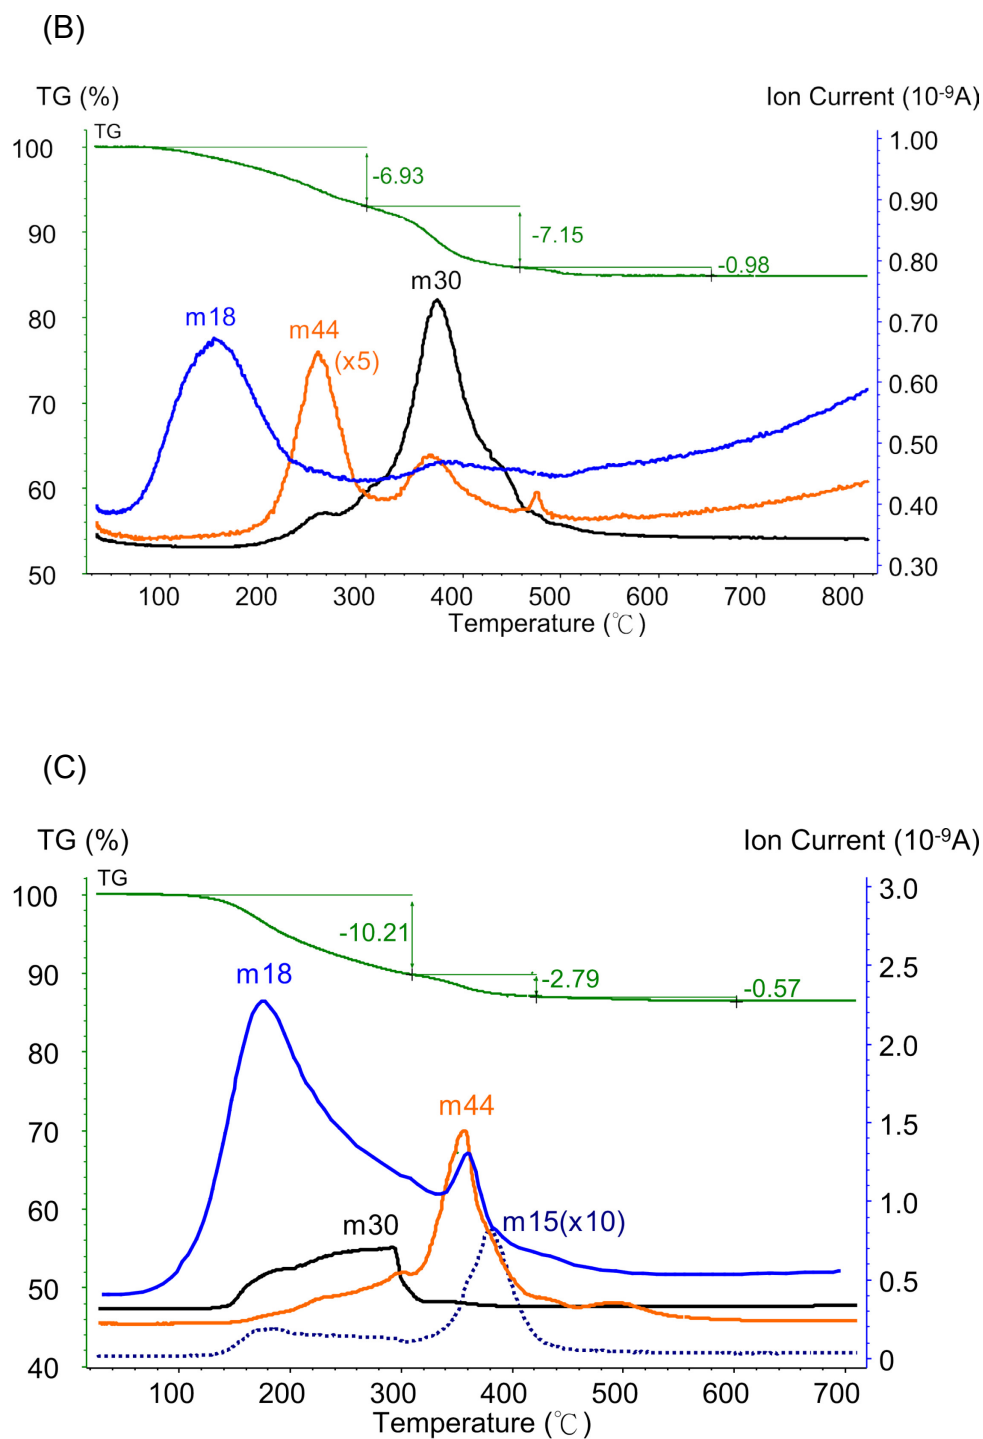 (B)
TG (%)
Ion Current (10-9A)
TG
100
90
80
70
60
50
1.00
0.90
0.80
0.70
0.60
0.50
0.40
0.30
-6.93
-7.15
-0.98
m30
m18
m44
(x5)
100 200 300 400 500 600 700 800
Temperature (℃)
(C)
TG (%)
Ion Current (10-9A)
TG
100
90
80
70
60
50
40
3.0
2.5
2.0
1.5
1.0
0.5
0
-10.21
-2.79
-0.57
m18
m44
m30
m15(x10)
100 200 300 400 500 600 700
Temperature (℃)